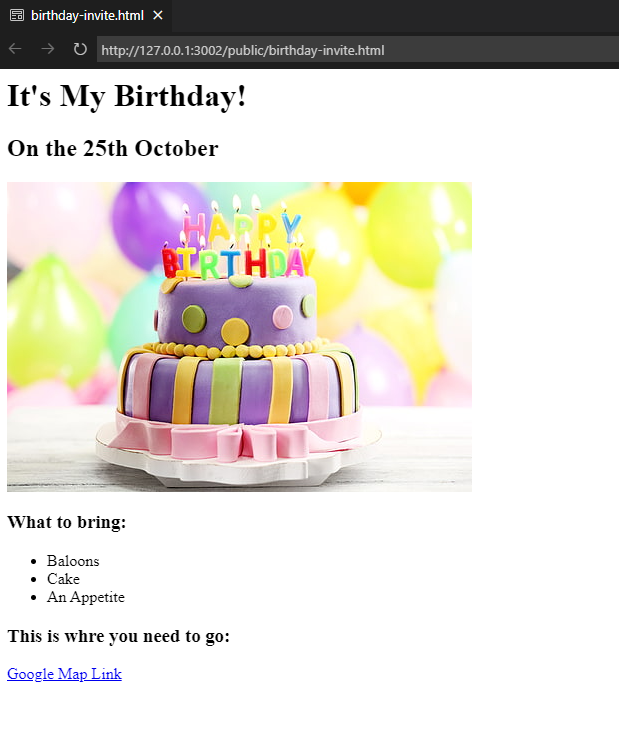 birthday-invite.html
http://127.0.0.1:3002/public/birthday-invite.html
It's My Birthday!
On the 25th October
HAPPY
BIRTHDAY
What to bring:
Baloons
Cake
An Appetite
This is whre you need to go:
Google Map Link